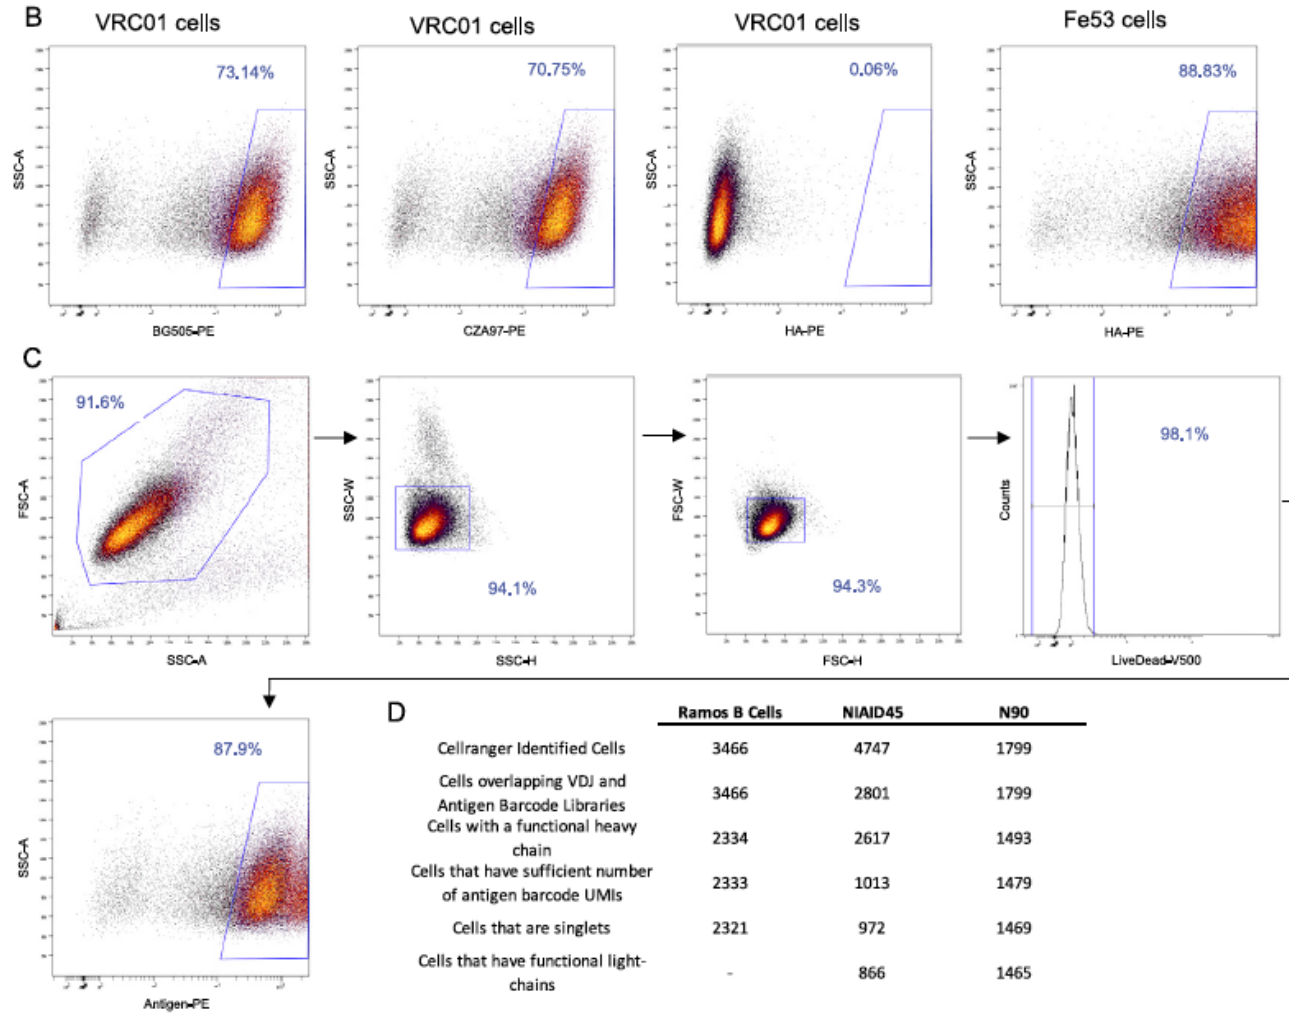 B
VRC01 cells
VRC01 cells
VRC01 cells
Fe53 cells
73.14%
70.75%
0.06%
88.83%
SSC-A
SSC-A
SSC-A
SSC-A
BG505-PE
CZA97-PE
HA-PE
HA-PE
C
91.6%
94.1%
94.3%
98.1%
FSC-A
SSC-W
FSC-W
Counts
SSC-A
SSC-H
FSC-H
LiveDead-V500
87.9%
SSC-A
Antigen-PE
D
Ramos B Cells NIAID45 N90
Cellranger Identified Cells 3466 4747 1799
Cells overlapping VDJ and
Antigen Barcode Libraries 3466 2801 1799
Cells with a functional heavy
chain 2334 2617 1493
Cells that have sufficient number
of antigen barcode UMIs 2333 1013 1479
Cells that are singlets 2321 972 1469
Cells that have functional light-
chains - 866 1465